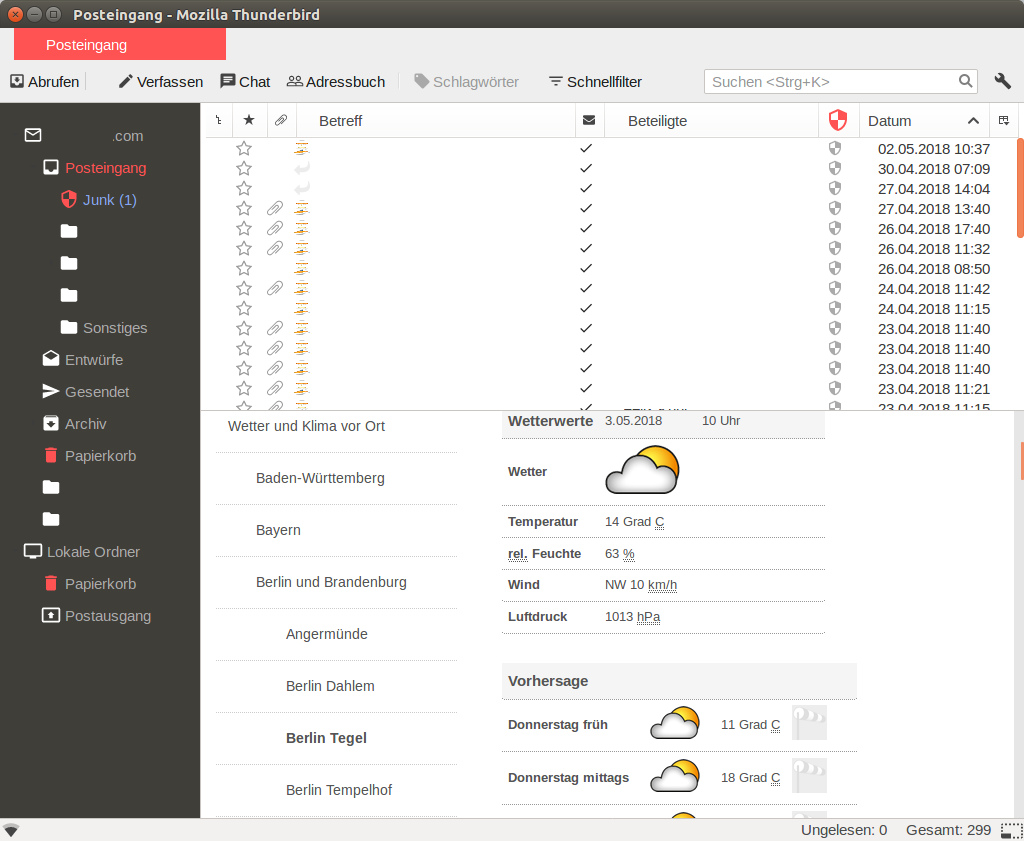 Posteingang - Mozilla Thunderbird
Posteingang
Abrufen Verfassen Chat Adressbuch Schlagwörter Schnellfilter Suchen <Strg+K>
Betreff Beteiligte Datum
.com
Posteingang
Junk (1)
Sonstiges
Entwürfe
Gesendet
Archiv
Papierkorb
Lokale Ordner
Papierkorb
Postausgang
02.05.2018 10:37
30.04.2018 07:09
27.04.2018 14:04
27.04.2018 13:40
26.04.2018 17:40
26.04.2018 11:32
26.04.2018 08:50
24.04.2018 11:42
24.04.2018 11:15
23.04.2018 11:40
23.04.2018 11:40
23.04.2018 11:40
23.04.2018 11:21
23.04.2018 11:15
Wetter und Klima vor Ort
Baden-Württemberg
Bayern
Berlin und Brandenburg
Angermünde
Berlin Dahlem
Berlin Tegel
Berlin Tempelhof
Wetterwerte 3.05.2018 10 Uhr
Wetter
Temperatur 14 Grad C
rel. Feuchte 63 %
Wind NW 10 km/h
Luftdruck 1013 hPa
Vorhersage
Donnerstag früh 11 Grad C
Donnerstag mittags 18 Grad C
Ungelesen: 0 Gesamt: 299